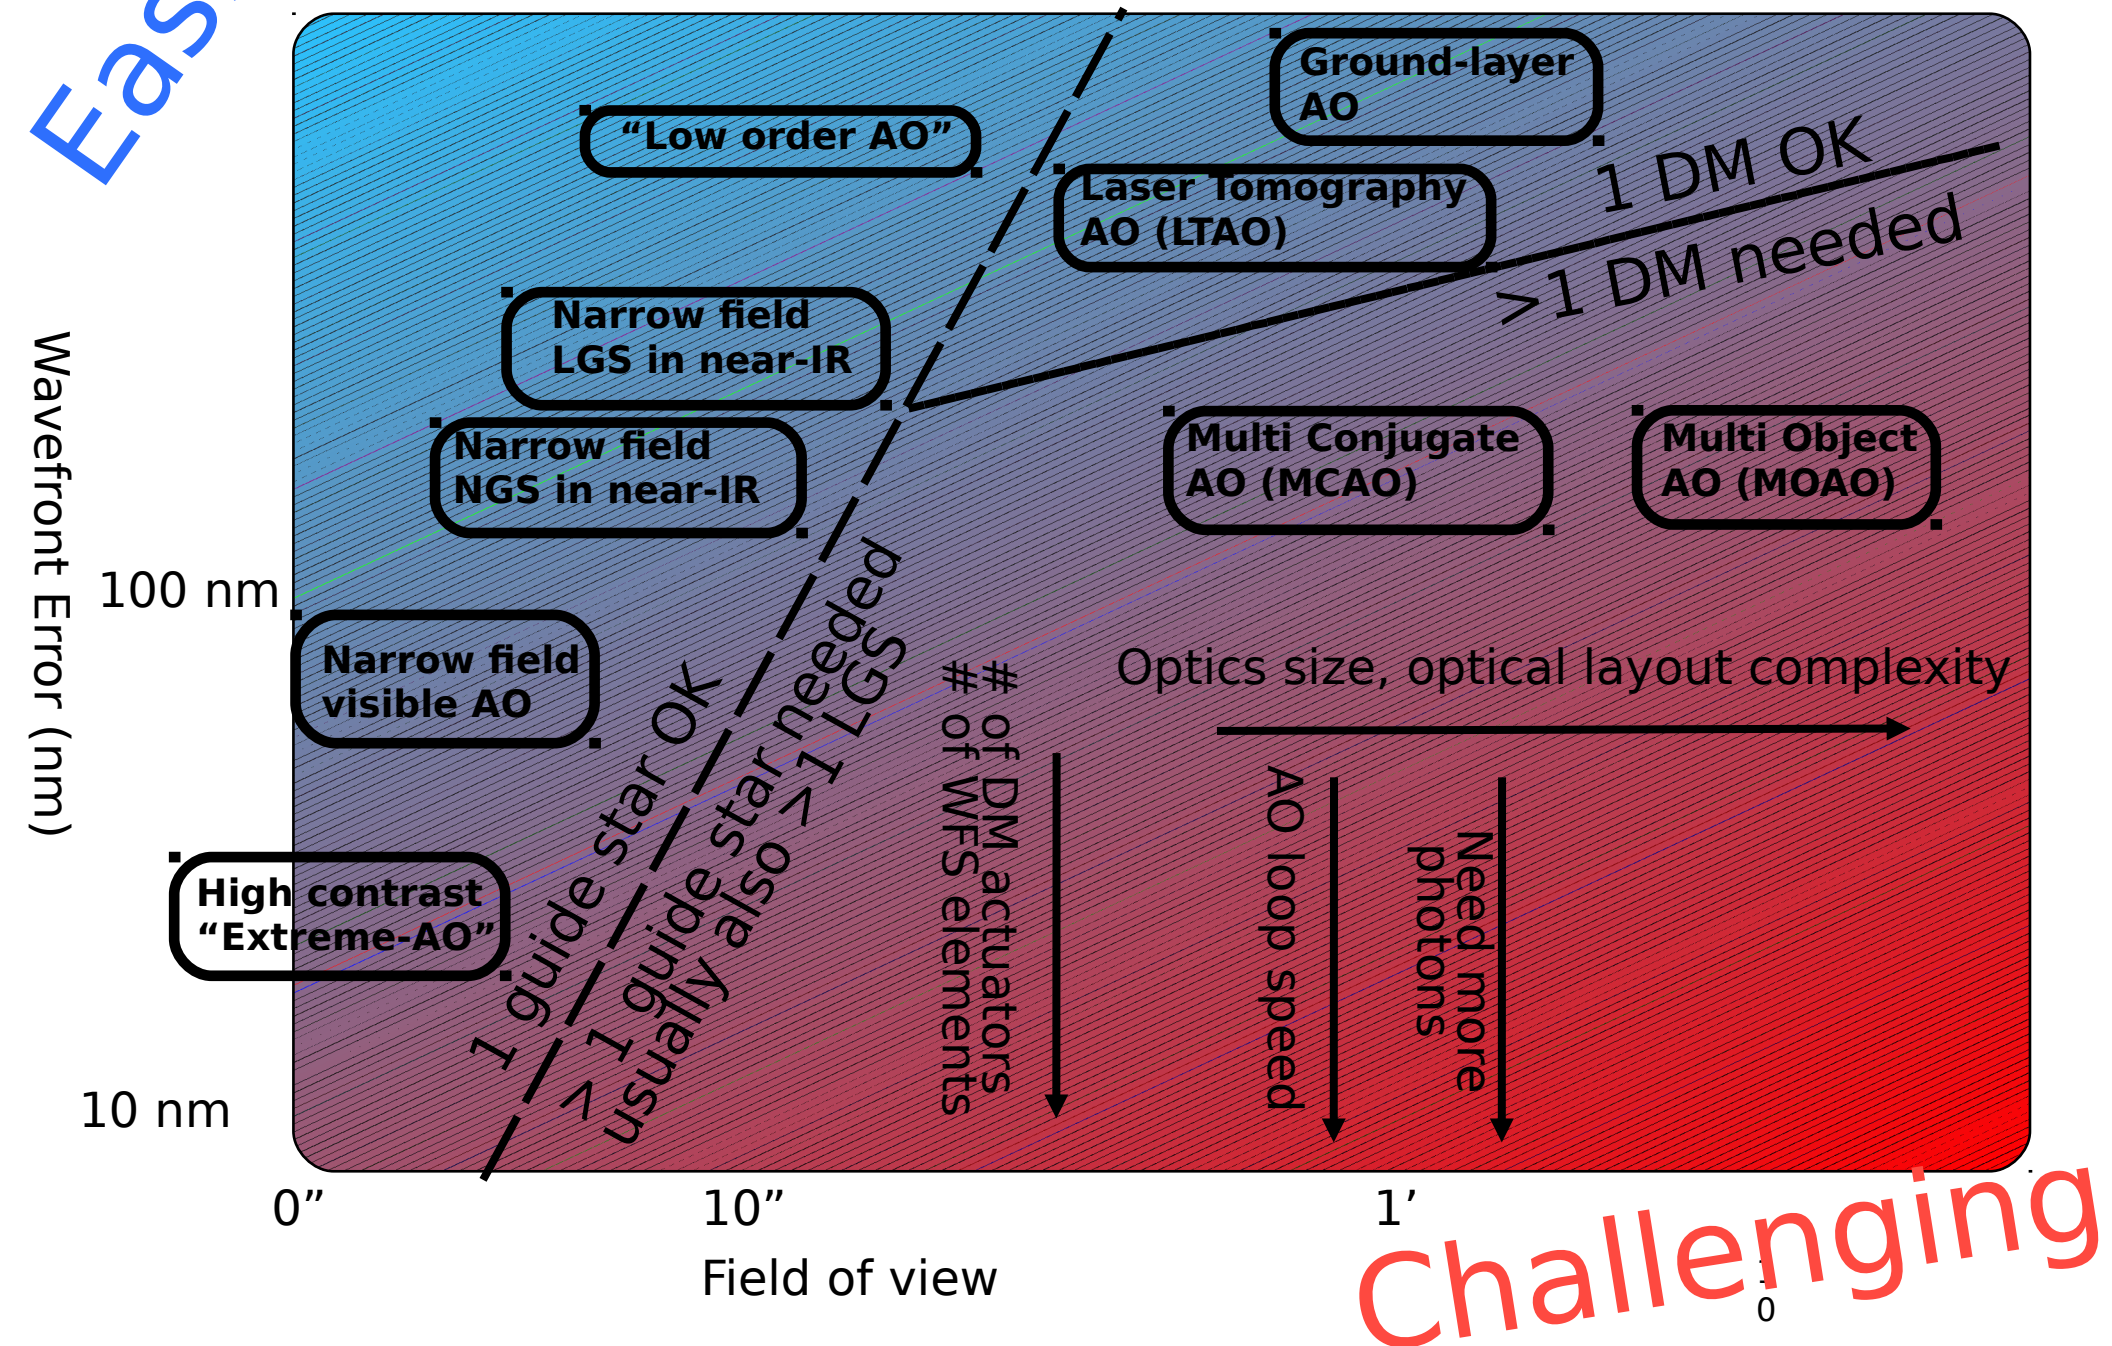 Eas
Ground-layer
AO
“Low order AO”
1 DM OK
Laser Tomography
AO (LTAO)
>1 DM needed
Narrow field
LGS in near-IR
Narrow field
NGS in near-IR
Multi Conjugate
AO (MCAO)
Multi Object
AO (MOAO)
Wavefront Error (nm)
100 nm
Narrow field
visible AO
1 guide star OK
> 1 guide star needed
usually also >1 LGS
# of DM actuators
# of WFS elements
Optics size, optical layout complexity
AO loop speed
Need more
photons
High contrast
“Extreme-AO”
10 nm
0”
10”
1’
Field of view
Challenging
0